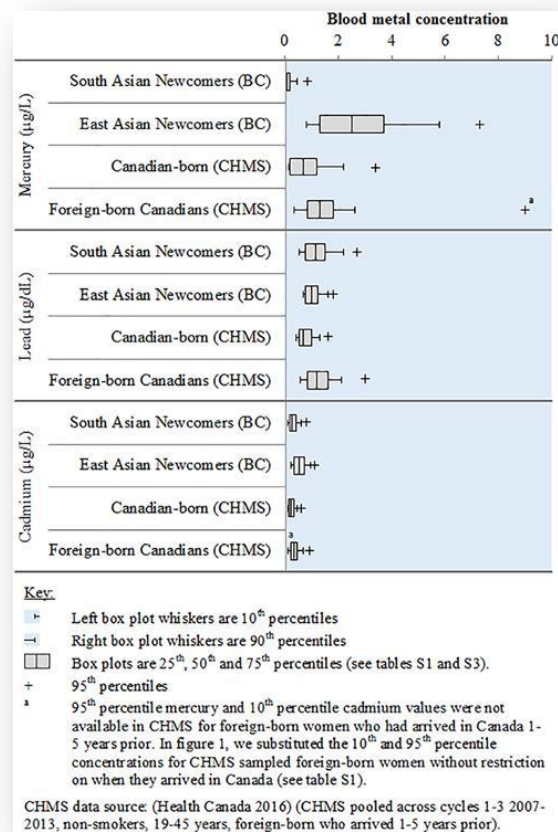 Blood metal concentration
0 2 4 6 8 10
Mercury (µg/L)
South Asian Newcomers (BC)
East Asian Newcomers (BC)
Canadian-born (CHMS)
Foreign-born Canadians (CHMS)
a
Lead (µg/dL)
South Asian Newcomers (BC)
East Asian Newcomers (BC)
Canadian-born (CHMS)
Foreign-born Canadians (CHMS)
Cadmium (µg/L)
South Asian Newcomers (BC)
East Asian Newcomers (BC)
Canadian-born (CHMS)
a
Foreign-born Canadians (CHMS)
Key:
Left box plot whiskers are 10th percentiles
Right box plot whiskers are 90th percentiles
Box plots are 25th, 50th and 75th percentiles (see tables S1 and S3).
+ 95th percentiles
a 95th percentile mercury and 10th percentile cadmium values were not
available in CHMS for foreign-born women who had arrived in Canada 1-
5 years prior. In figure 1, we substituted the 10th and 95th percentile
concentrations for CHMS sampled foreign-born women without restriction
on when they arrived in Canada (see table S1).
CHMS data source: (Health Canada 2016) (CHMS pooled across cycles 1-3 2007-
2013, non-smokers, 19-45 years, foreign-born who arrived 1-5 years prior).